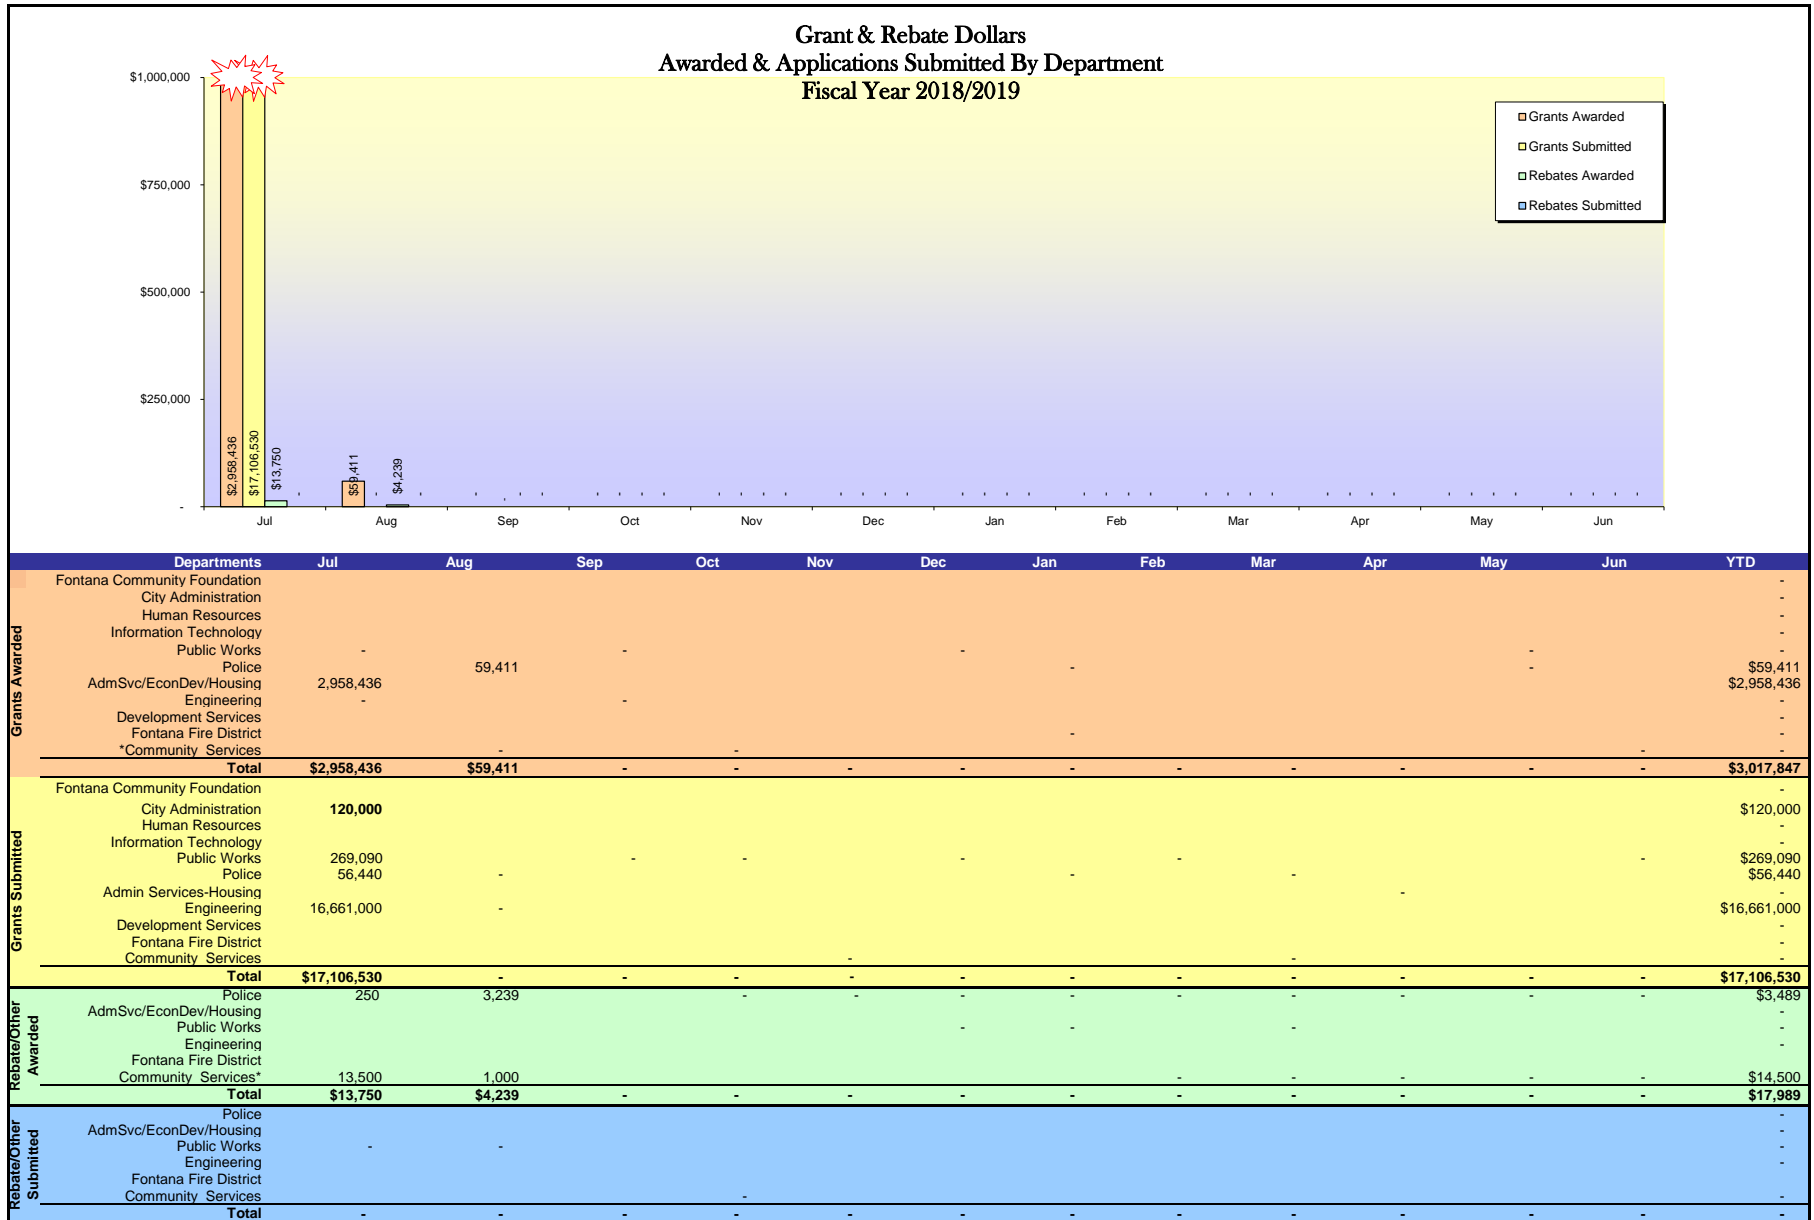 Grant & Rebate Dollars
Awarded & Applications Submitted By Department
Fiscal Year 2018/2019
$1,000,000
$750,000
$500,000
$250,000
-
Grants Awarded
Grants Submitted
Rebates Awarded
Rebates Submitted
$2,958,436
$17,106,530
$13,750
$59,411
$4,239
Jul Aug Sep Oct Nov Dec Jan Feb Mar Apr May Jun
Departments Jul Aug Sep Oct Nov Dec Jan Feb Mar Apr May Jun YTD
Grants Awarded
Fontana Community Foundation -
City Administration -
Human Resources -
Information Technology -
Public Works - - - - -
Police 59,411 - - $59,411
AdmSvc/EconDev/Housing 2,958,436 $2,958,436
Engineering - - -
Development Services -
Fontana Fire District - -
*Community Services - - - -
Total $2,958,436 $59,411 - - - - - - - - - - $3,017,847
Grants Submitted
Fontana Community Foundation -
City Administration 120,000 $120,000
Human Resources -
Information Technology -
Public Works 269,090 - - - - - $269,090
Police 56,440 - - - $56,440
Admin Services-Housing - -
Engineering 16,661,000 - $16,661,000
Development Services -
Fontana Fire District -
Community Services - - -
Total $17,106,530 - - - - - - - - - - - $17,106,530
Rebate/Other Awarded
Police 250 3,239 - - - - - - - - - $3,489
AdmSvc/EconDev/Housing -
Public Works - - - -
Engineering -
Fontana Fire District
Community Services* 13,500 1,000 - - - - - $14,500
Total $13,750 $4,239 - - - - - - - - - - $17,989
Rebate/Other Submitted
Police -
AdmSvc/EconDev/Housing -
Public Works - - -
Engineering -
Fontana Fire District
Community Services - -
Total - - - - - - - - - - - - -